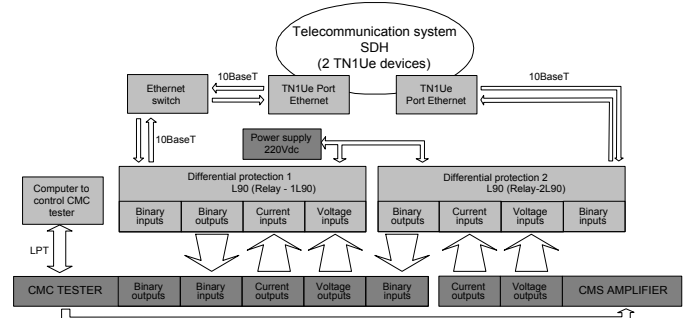 Telecommunication system
SDH
(2 TN1Ue devices)
10BaseT
10BaseT
Ethernet
switch
TN1Ue Port
Ethernet
TN1Ue
Port Ethernet
10BaseT
Power supply
220Vdc
Differential protection 1
L90 (Relay - 1L90)
Differential protection 2
L90 (Relay-2L90)
Computer to
control CMC
tester
Binary
inputs
Binary
outputs
Current
inputs
Voltage
inputs
Binary
outputs
Current
inputs
Voltage
inputs
Binary
inputs
LPT
CMC TESTER
Binary
outputs
Binary
inputs
Current
outputs
Voltage
outputs
Binary
inputs
Current
outputs
Voltage
outputs
CMS AMPLIFIER